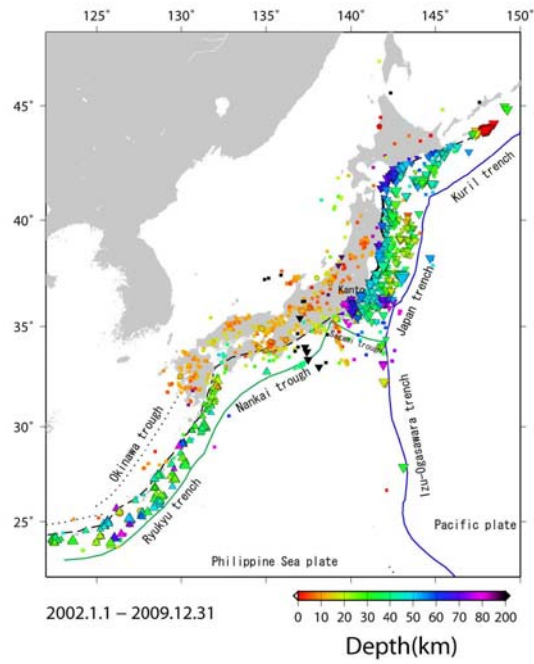 125° 130° 135° 140° 145° 150°
45°
40°
35°
30°
25°
Kuril trench
Japan trench
Kanto
Nankai trough
Okinawa trough
Ryukyu trench
Izu-Ogasawara trench
Pacific plate
Philippine Sea plate
2002.1.1 – 2009.12.31
0 10 20 30 40 50 60 70 80 200
Depth(km)